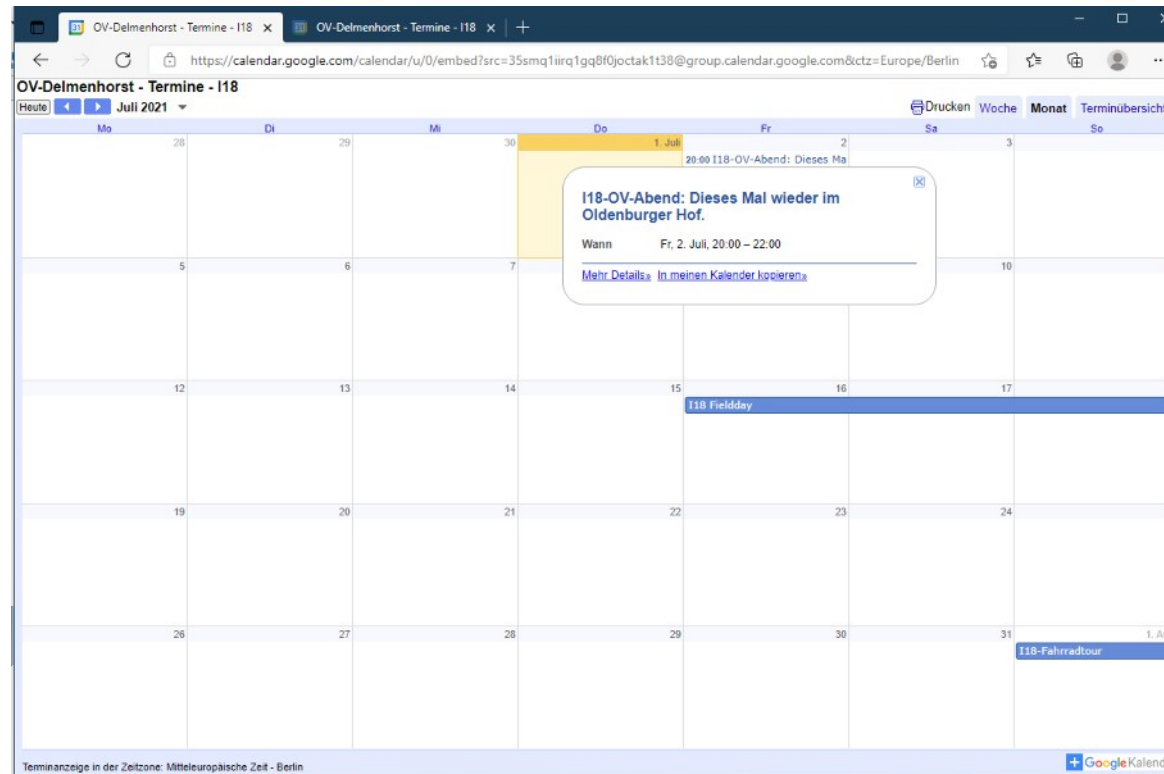 OV-Delmenhorst - Termine - I18
OV-Delmenhorst - Termine - I18
https://calendar.google.com/calendar/u/0/embed?src=35smq1iirq1gq8f0joctak1t38@group.calendar.google.com&ctz=Europe/Berlin
OV-Delmenhorst - Termine - I18
Heute Juli 2021 Drucken Woche Monat Terminübersicht
Mo Di Mi Do Fr Sa So
28 29 30 1. Juli 2 3
20:00 I18-OV-Abend: Dieses Ma
I18-OV-Abend: Dieses Mal wieder im
Oldenburger Hof.
Wann Fr, 2. Juli, 20:00 – 22:00
Mehr Details» In meinen Kalender kopieren»
5 6 7 10
12 13 14 15 16 17
I18 Fieldday
19 20 21 22 23 24
26 27 28 29 30 31 1. A
I18-Fahrradtour
Terminanzeige in der Zeitzone: Mitteleuropäische Zeit - Berlin
+ Google Kalend